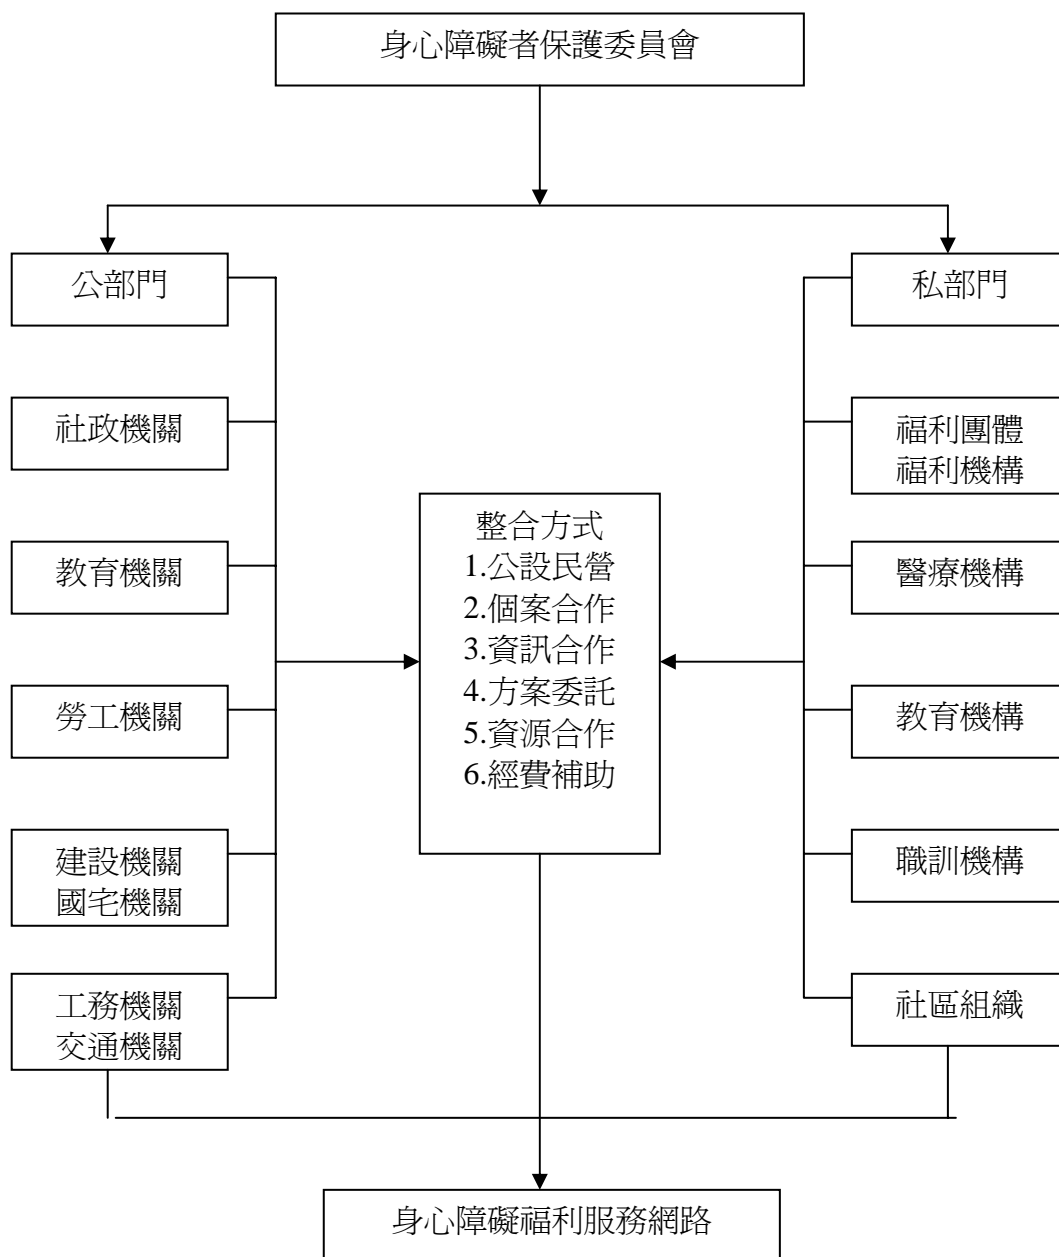 身心障礙者保護委員會
公部門
私部門
社政機關
福利團體
福利機構
整合方式
1.公設民營
2.個案合作
3.資訊合作
4.方案委託
5.資源合作
6.經費補助
教育機關
醫療機構
勞工機關
教育機構
建設機關
國宅機關
職訓機構
工務機關
交通機關
社區組織
身心障礙福利服務網路